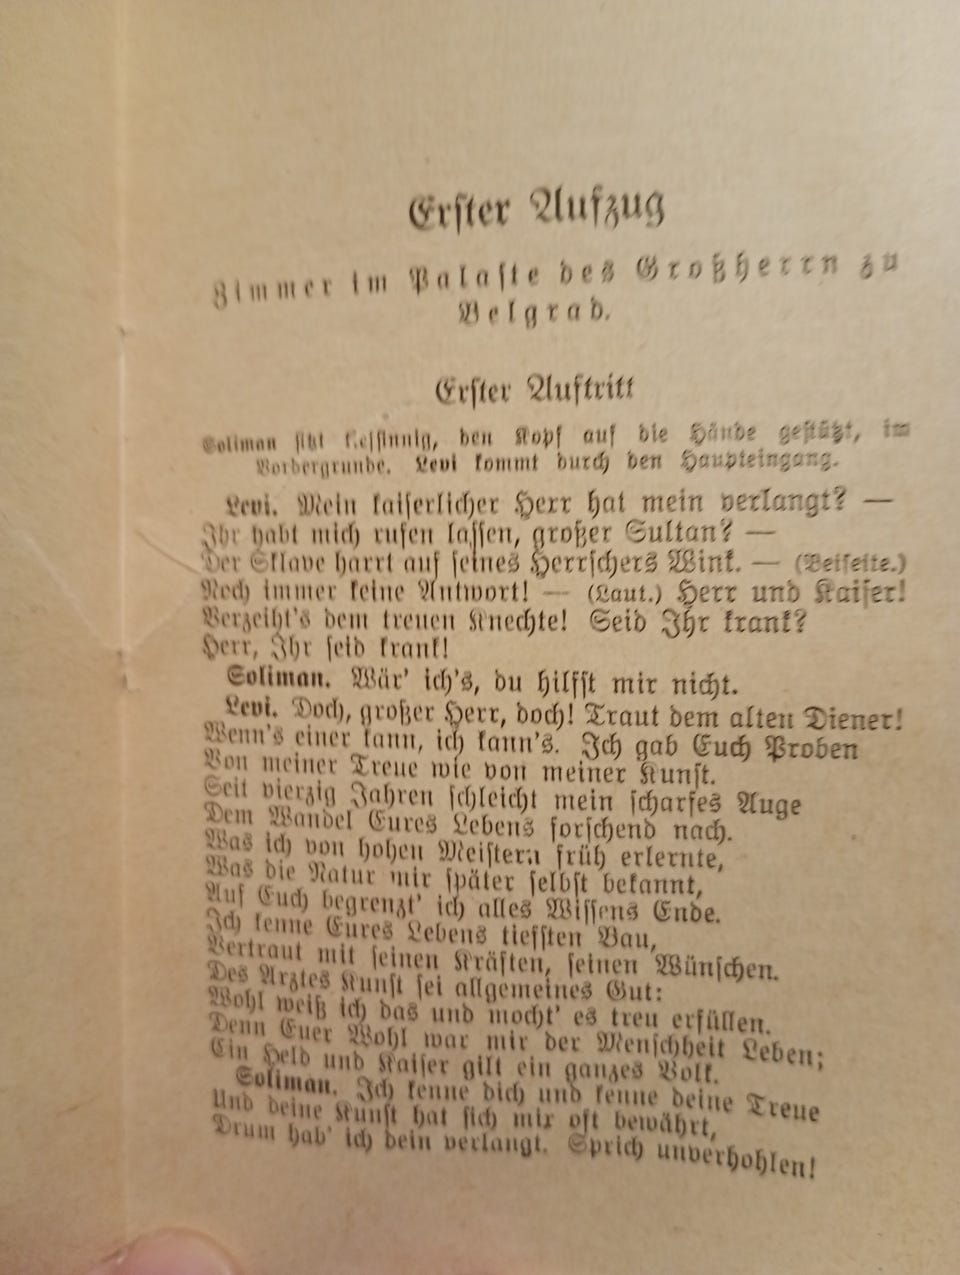 Erster Aufzug
Zimmer im Palaste des Großherrn zu
Belgrad.
Erster Auftritt
Soliman sitzt tiefsinnig, den Kopf auf die Hände gestützt, im
Vordergrunde. Levi kommt durch den Haupteingang.
Levi. Mein kaiserlicher Herr hat mein verlangt? —
Ihr habt mich rufen lassen, großer Sultan? —
Der Sklave harrt auf seines Herrschers Wink. — (Beiseite.)
Noch immer keine Antwort! — (Laut.) Herr und Kaiser!
Verzeiht's dem treuen Knechte! Seid Ihr krank?
Herr, Ihr seid krank!
Soliman. Wär' ich's, du hilfst mir nicht.
Levi. Doch, großer Herr, doch! Traut dem alten Diener!
Wenn's einer kann, ich kann's. Ich gab Euch Proben
Von meiner Treue wie von meiner Kunst.
Seit vierzig Jahren schleicht mein scharfes Auge
Dem Wandel Eures Lebens forschend nach.
Was ich von hohen Meistern früh erlernte,
Was die Natur mir später selbst bekannt,
Auf Euch begrenzt' ich alles Wissens Ende.
Ich kenne Eures Lebens tiefsten Bau,
Vertraut mit seinen Kräften, seinen Wünschen.
Des Arztes Kunst sei allgemeines Gut:
Wohl weiß ich das und mocht' es treu erfüllen.
Denn Euer Wohl war mir der Menschheit Leben;
Ein Held und Kaiser gilt ein ganzes Volk.
Soliman. Ich kenne dich und kenne deine Treue
Und deine Kunst hat sich mir oft bewährt,
Drum hab' ich dein verlangt. Sprich unverhohlen!